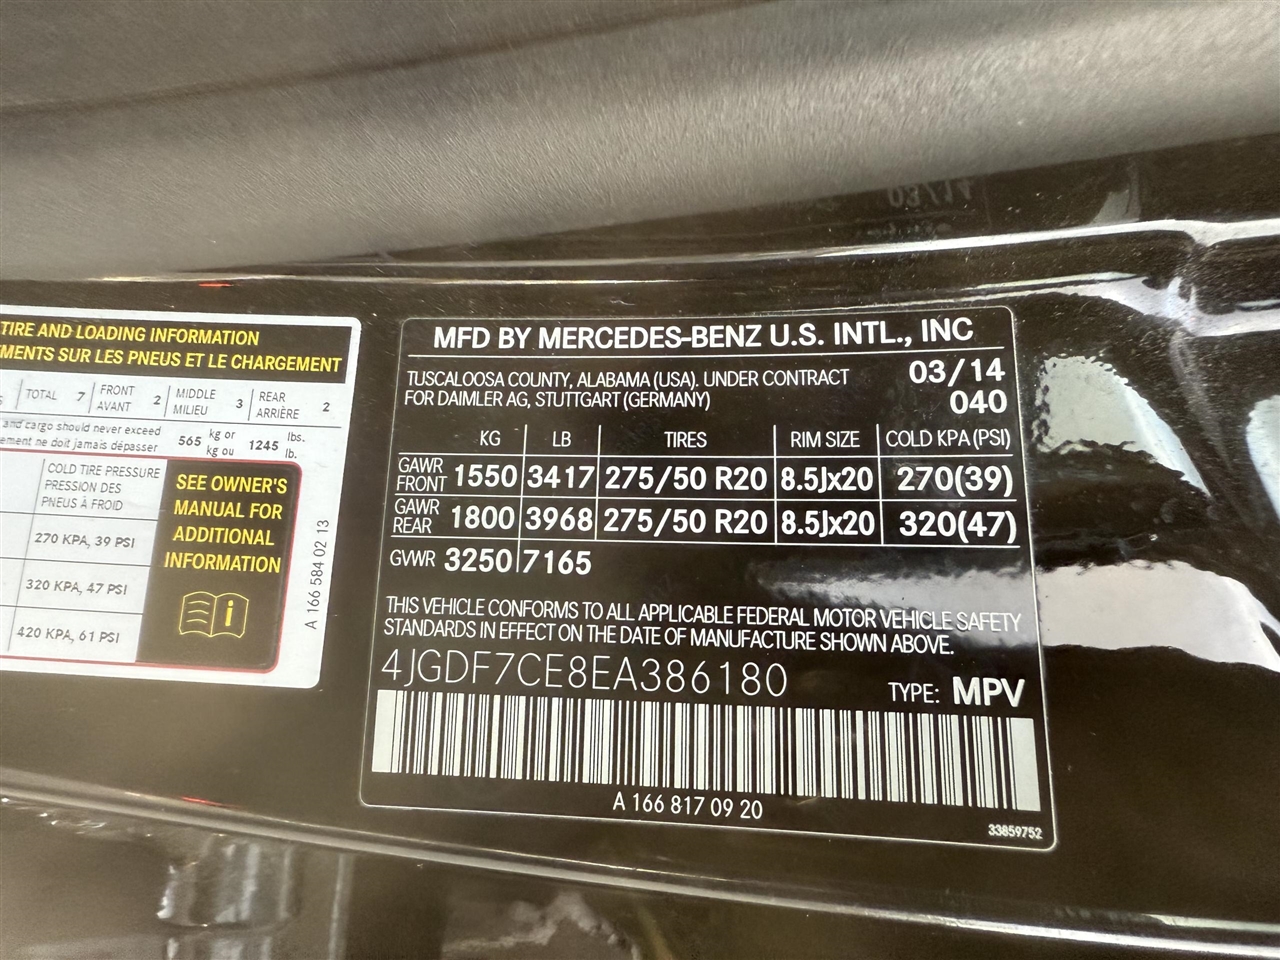 TIRE AND LOADING INFORMATION
MENTS SUR LES PNEUS ET LE CHARGEMENT
TOTAL 7 FRONT AVANT 2 MIDDLE MILIEU 3 REAR ARRIÈRE 2
and cargo should never exceed
ement ne doit jamais dépasser
565 kg or kg ou 1245 lbs. lb.
COLD TIRE PRESSURE
PRESSION DES
PNEUS À FROID
270 KPA, 39 PSI
320 KPA, 47 PSI
420 KPA, 61 PSI
SEE OWNER'S
MANUAL FOR
ADDITIONAL
INFORMATION
A 166 584 02 13
MFD BY MERCEDES-BENZ U.S. INTL., INC
TUSCALOOSA COUNTY, ALABAMA (USA). UNDER CONTRACT
FOR DAIMLER AG, STUTTGART (GERMANY)
03/14
040
KG LB TIRES RIM SIZE COLD KPA (PSI)
GAWR FRONT 1550 3417 275/50 R20 8.5Jx20 270(39)
GAWR REAR 1800 3968 275/50 R20 8.5Jx20 320(47)
GVWR 3250 7165
THIS VEHICLE CONFORMS TO ALL APPLICABLE FEDERAL MOTOR VEHICLE SAFETY
STANDARDS IN EFFECT ON THE DATE OF MANUFACTURE SHOWN ABOVE.
4JGDF7CE8EA386180
TYPE: MPV
A 166 817 09 20
33859752